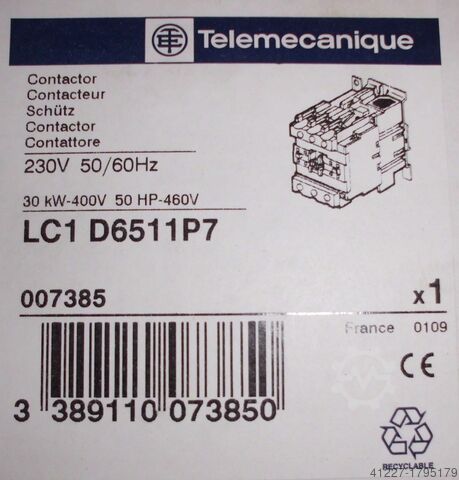 Telemecanique
Contactor
Contacteur
Schütz
Contactor
Contattore
230V 50/60Hz
30 kW-400V 50 HP-460V
LC1 D6511P7
007385
x1
France 0109
3 389110 073850
CE
RECYCLABLE
41227-1795179